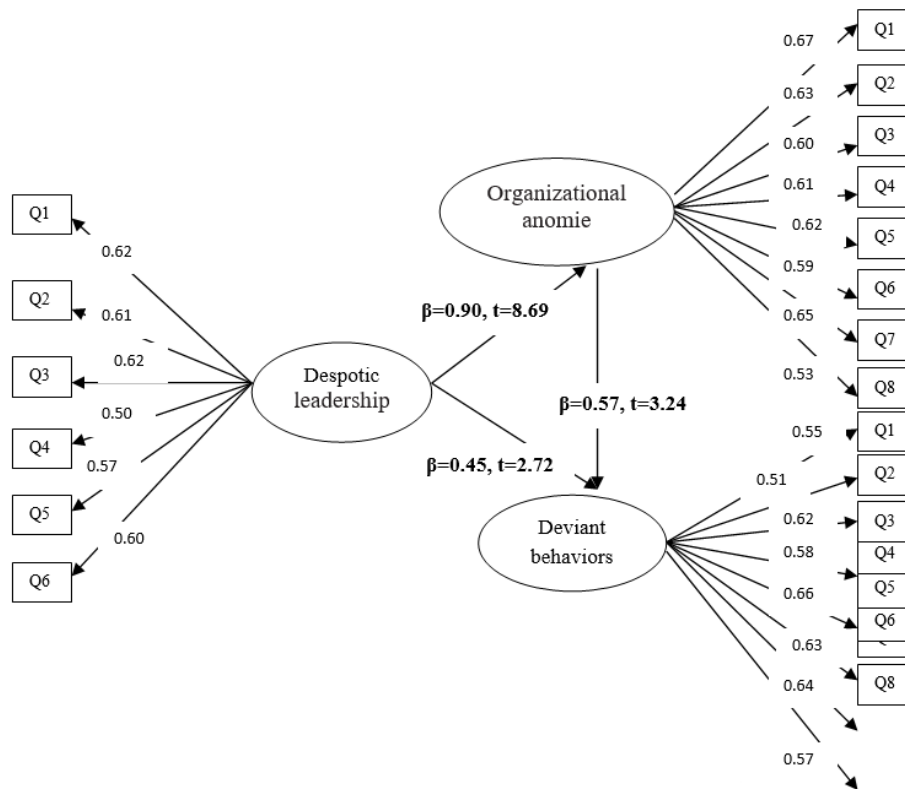 Q1
Q2
Q3
Q4
Q5
Q6
0.62
0.61
0.62
0.50
0.57
0.60
Despotic
leadership
β=0.90, t=8.69
β=0.45, t=2.72
Organizational
anomie
β=0.57, t=3.24
Deviant
behaviors
0.67
0.63
0.60
0.61
0.62
0.59
0.65
0.53
Q1
Q2
Q3
Q4
Q5
Q6
Q7
Q8
0.55
0.51
0.62
0.58
0.66
0.63
0.64
0.57
Q1
Q2
Q3
Q4
Q5
Q6
Q8